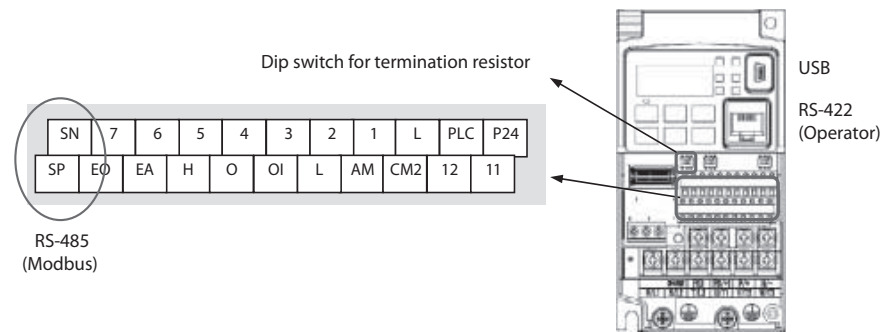 Dip switch for termination resistor
USB
RS-422
(Operator)
SN 7 6 5 4 3 2 1 L PLC P24
SP EO EA H O OI L AM CM2 12 11
RS-485
(Modbus)